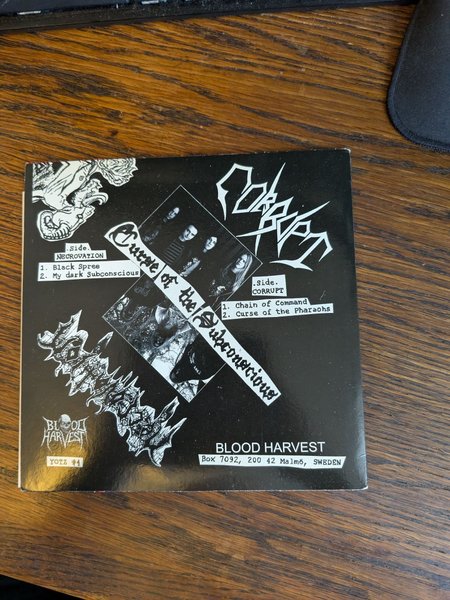 CORRUPT
.Side.
NECROVATION
1. Black Spree
2. My dark Subconscious
Curse of the Subconscious
.Side.
CORRUPT
1. Chain of Command
2. Curse of the Pharaohs
BLOOD HARVEST
YOTZ #4
BLOOD HARVEST
Box 7092, 200 42 Malmö, SWEDEN